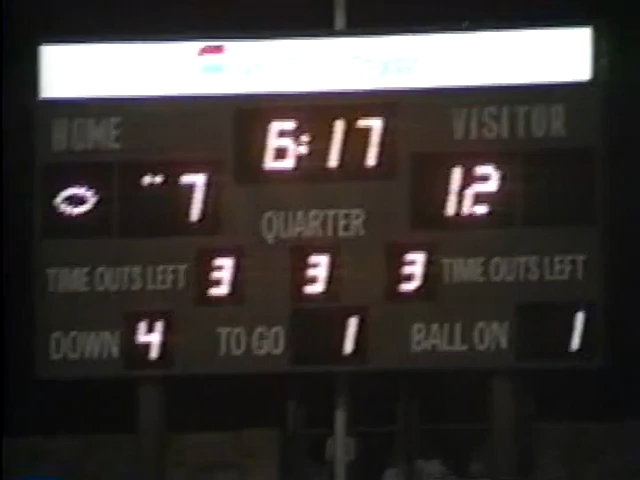 HOME 6:17 VISITOR
7 12
QUARTER
TIME OUTS LEFT 3 3 3 TIME OUTS LEFT
DOWN 4 TO GO 1 BALL ON 1